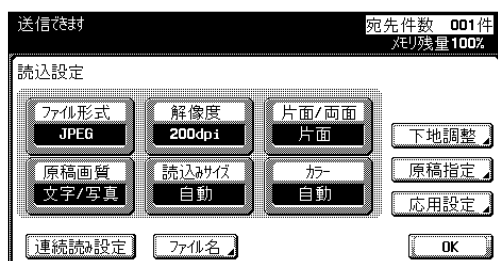 送信できます 宛先件数 001件
メモリ残量100%
読込設定
ファイル形式 解像度 片面/両面
JPEG 200dpi 片面
下地調整
原稿画質 読込みサイズ カラー
原稿指定
文字/写真 自動 自動
応用設定
連続読み設定 ファイル名 OK